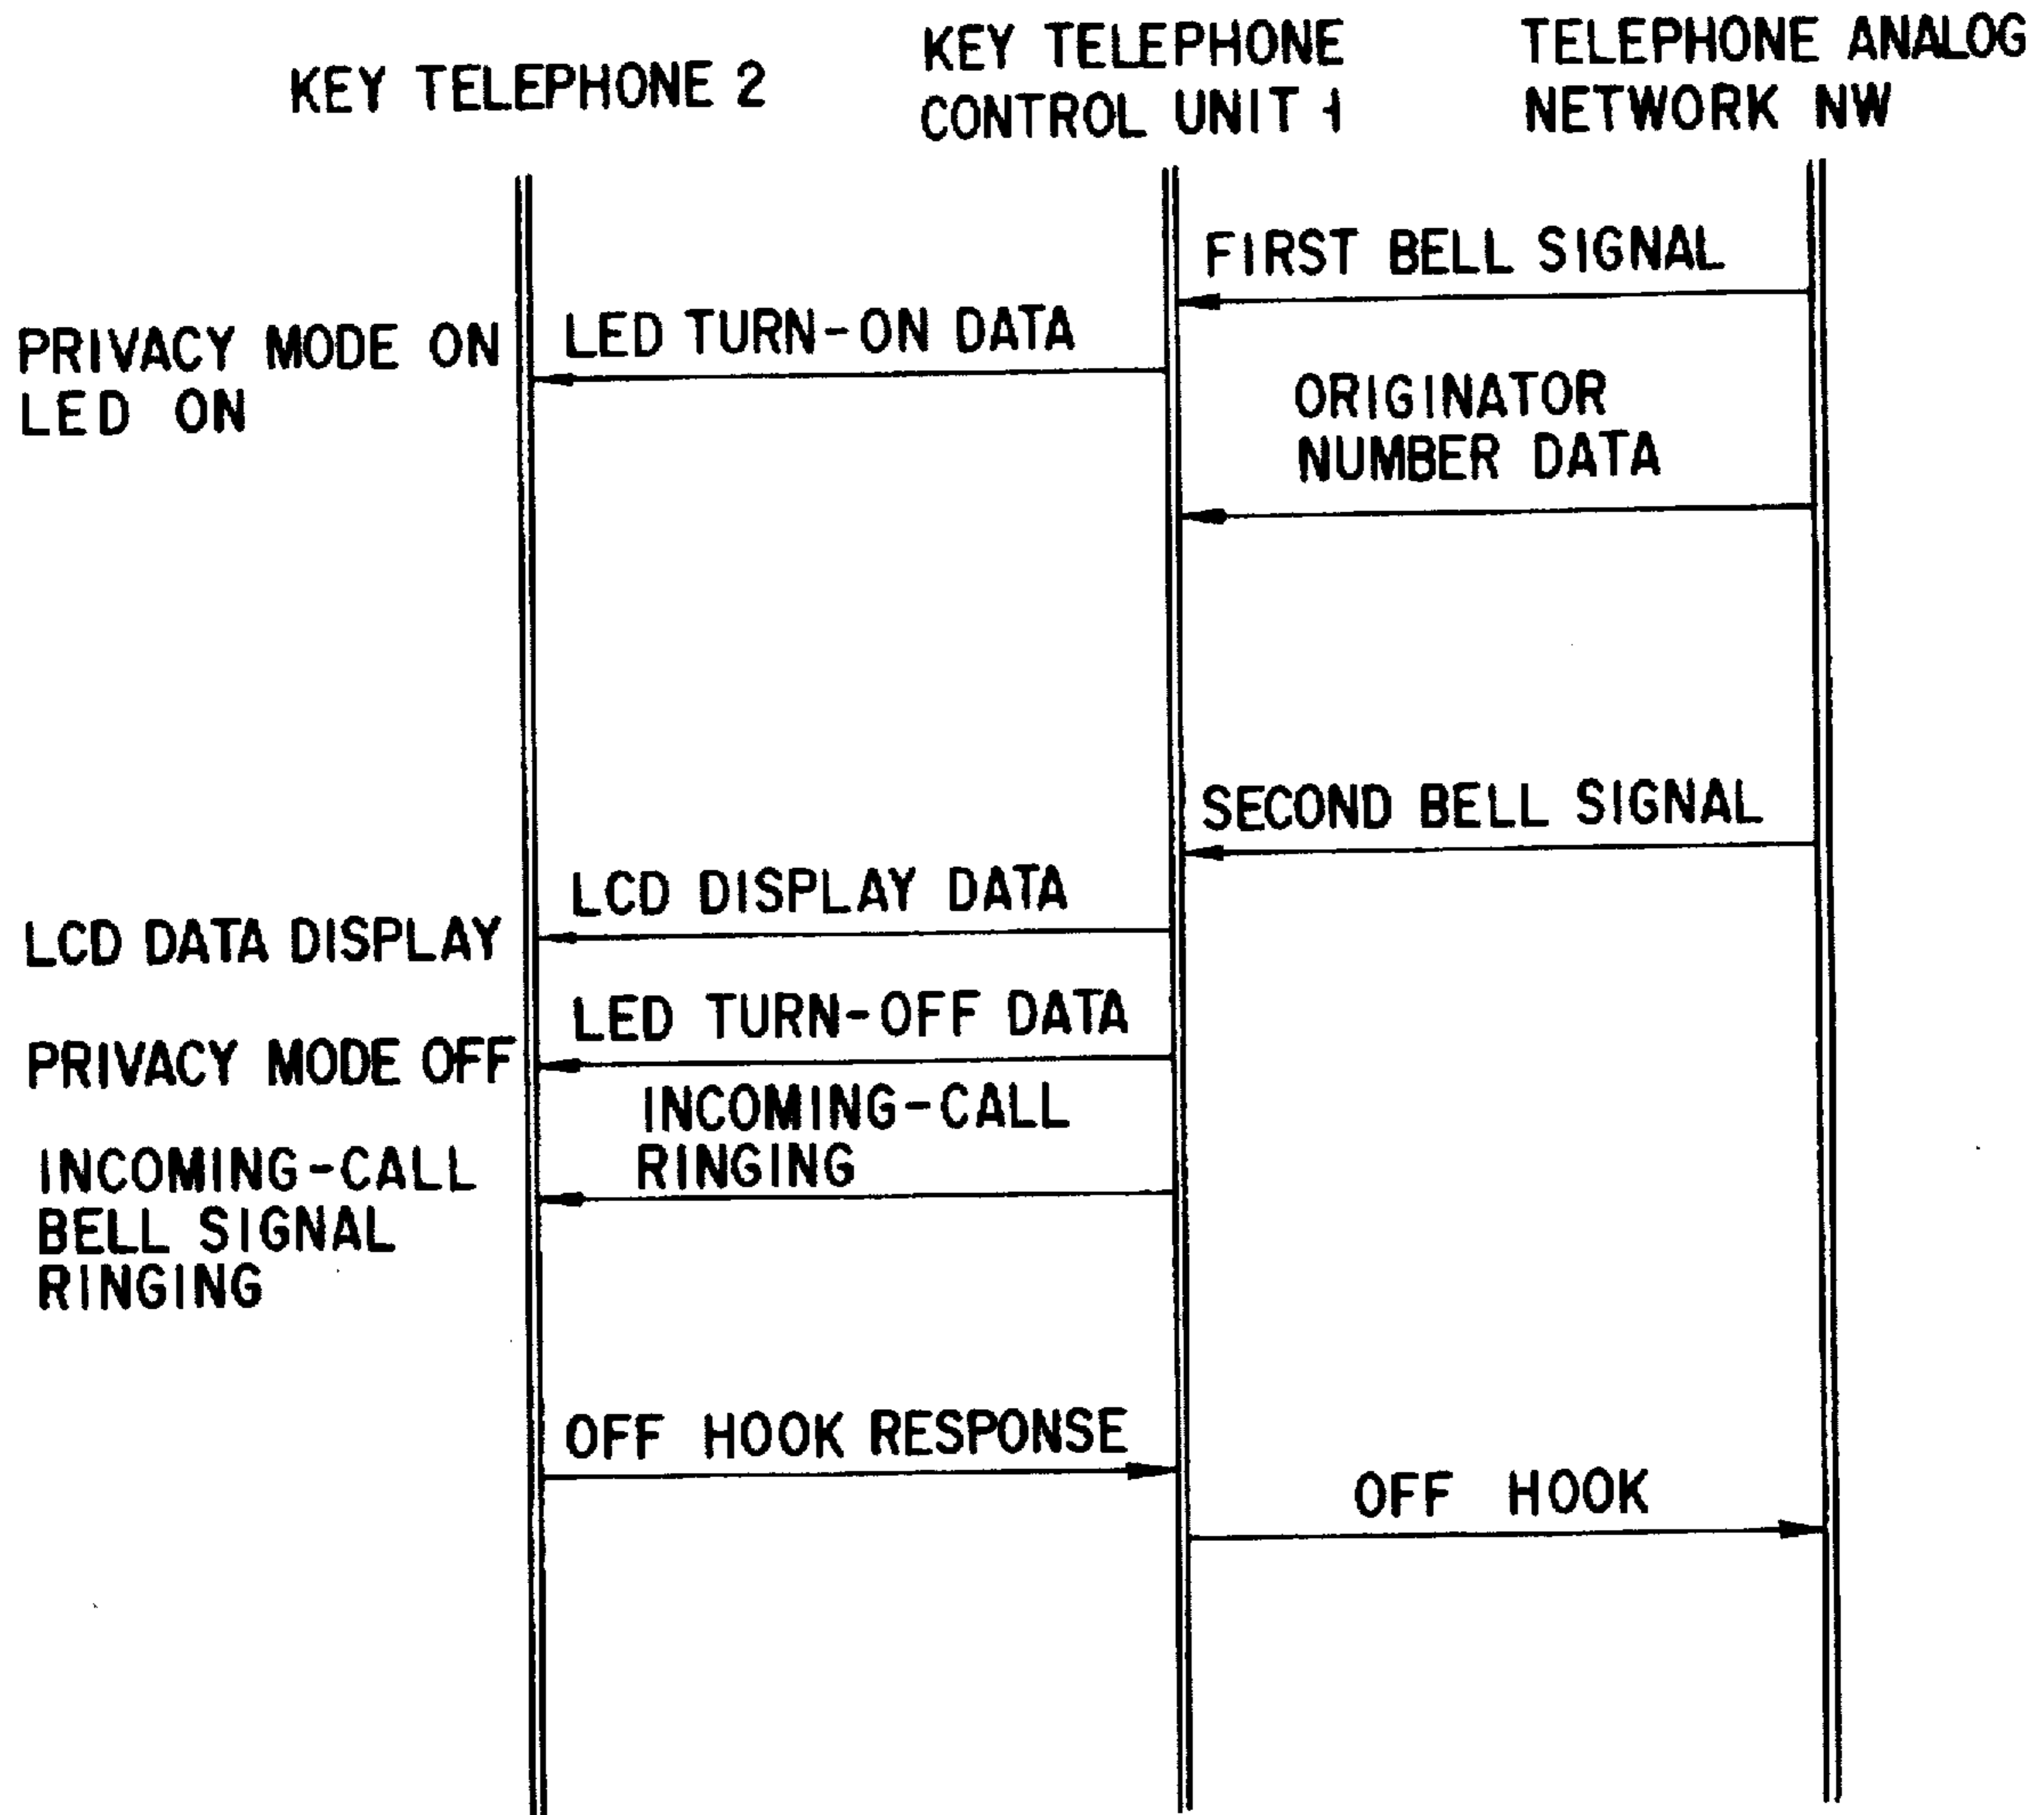 KEY TELEPHONE 2
KEY TELEPHONE
CONTROL UNIT 1
TELEPHONE ANALOG
NETWORK NW
FIRST BELL SIGNAL
PRIVACY MODE ON
LED ON
LED TURN-ON DATA
ORIGINATOR
NUMBER DATA
SECOND BELL SIGNAL
LCD DISPLAY DATA
LCD DATA DISPLAY
LED TURN-OFF DATA
PRIVACY MODE OFF
INCOMING-CALL
RINGING
INCOMING-CALL
BELL SIGNAL
RINGING
OFF HOOK RESPONSE
OFF HOOK